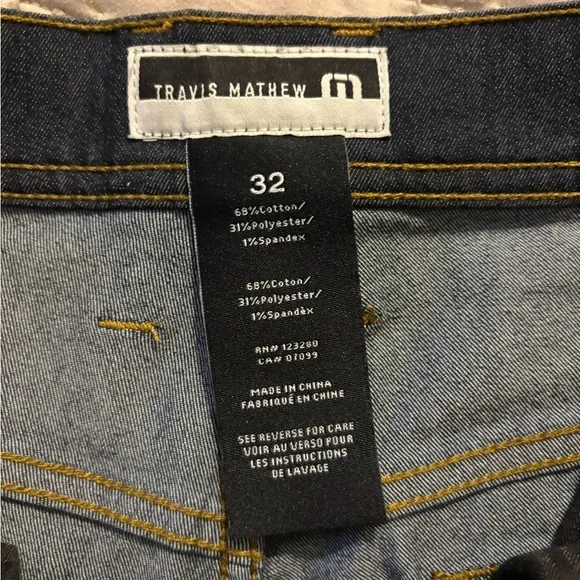 TRAVIS MATHEW
32
68%Cotton/
31%Polyester/
1%Spandex
68%Coton/
31%Polyester/
1%Spandèx
RN# 123280
CA# 07099
MADE IN CHINA
FABRIQUÉ EN CHINE
SEE REVERSE FOR CARE
VOIR AU VERSO POUR
LES INSTRUCTIONS
DE LAVAGE